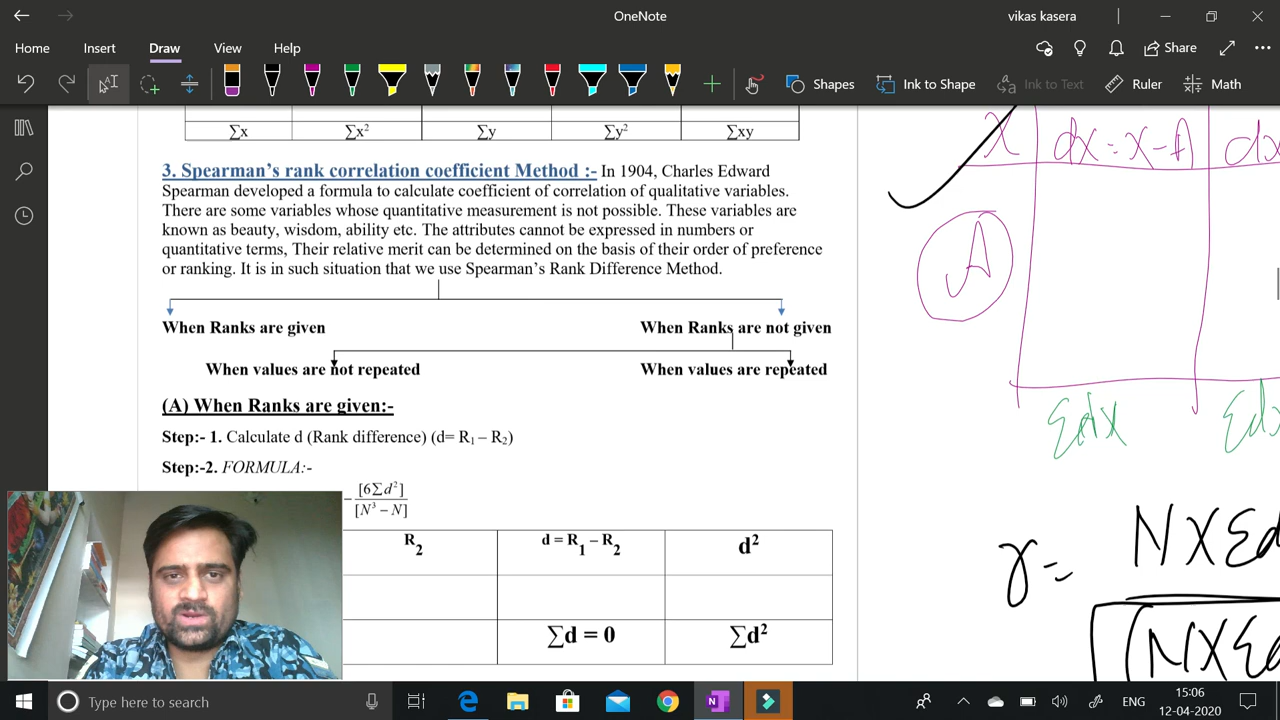 OneNote
vikas kasera
Home Insert Draw View Help
Share
Shapes Ink to Shape Ink to Text Ruler Math
∑x ∑x² ∑y ∑y² ∑xy
3. Spearman's rank correlation coefficient Method :- In 1904, Charles Edward
Spearman developed a formula to calculate coefficient of correlation of qualitative variables.
There are some variables whose quantitative measurement is not possible. These variables are
known as beauty, wisdom, ability etc. The attributes cannot be expressed in numbers or
quantitative terms, Their relative merit can be determined on the basis of their order of preference
or ranking. It is in such situation that we use Spearman's Rank Difference Method.
When Ranks are given When Ranks are not given
When values are not repeated When values are repeated
(A) When Ranks are given:-
Step:- 1. Calculate d (Rank difference) (d= R₁ – R₂)
Step:-2. FORMULA:-
– [6∑d²]
[N³ – N]
R₂ d = R₁ – R₂ d²
∑d = 0 ∑d²
x dx = x-A dx
A
Σdx Σdx
r = N X Σd
N X Σd
Type here to search
ENG
15:06
12-04-2020